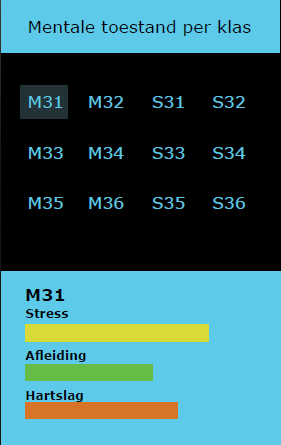 Mentale toestand per klas
M31 M32 S31 S32
M33 M34 S33 S34
M35 M36 S35 S36
M31
Stress
Afleiding
Hartslag